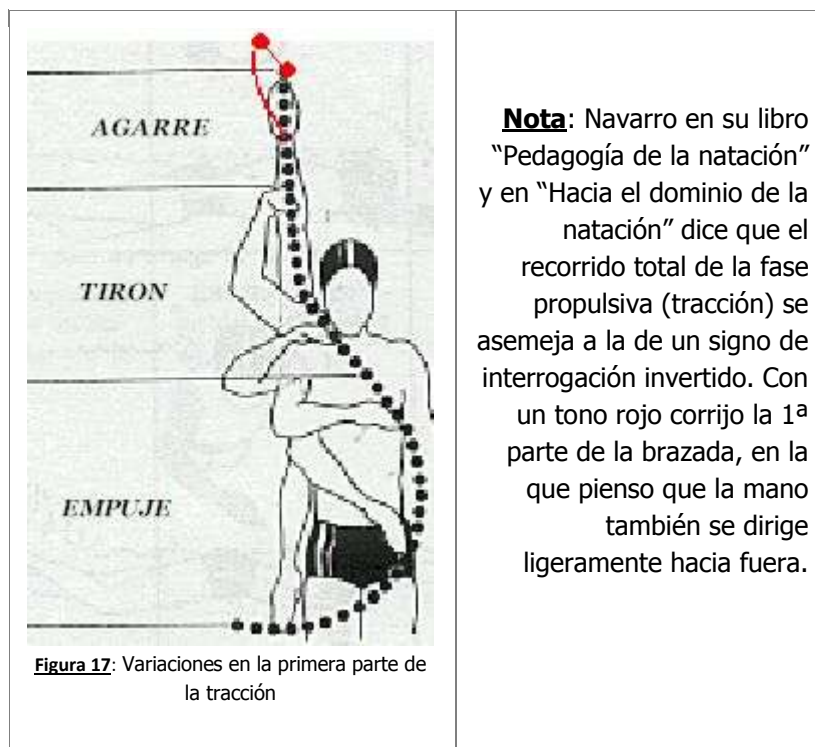 AGARRE
TIRON
EMPUJE
Figura 17: Variaciones en la primera parte de
la tracción
Nota: Navarro en su libro
“Pedagogía de la natación”
y en “Hacia el dominio de la
natación” dice que el
recorrido total de la fase
propulsiva (tracción) se
asemeja a la de un signo de
interrogación invertido. Con
un tono rojo corrijo la 1ª
parte de la brazada, en la
que pienso que la mano
también se dirige
ligeramente hacia fuera.